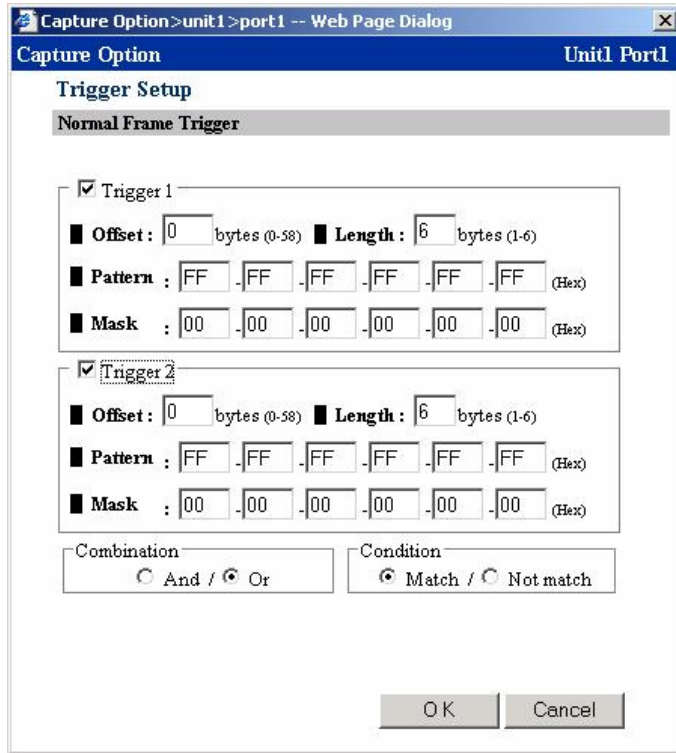 Capture Option>unit1>port1 -- Web Page Dialog
Capture Option Unit1 Port1
Trigger Setup
Normal Frame Trigger
Trigger 1
Offset : 0 bytes (0-58) Length : 6 bytes (1-6)
Pattern : FF - FF - FF - FF - FF - FF (Hex)
Mask : 00 - 00 - 00 - 00 - 00 - 00 (Hex)
Trigger 2
Offset : 0 bytes (0-58) Length : 6 bytes (1-6)
Pattern : FF - FF - FF - FF - FF - FF (Hex)
Mask : 00 - 00 - 00 - 00 - 00 - 00 (Hex)
Combination Condition
And / Or Match / Not match
OK Cancel